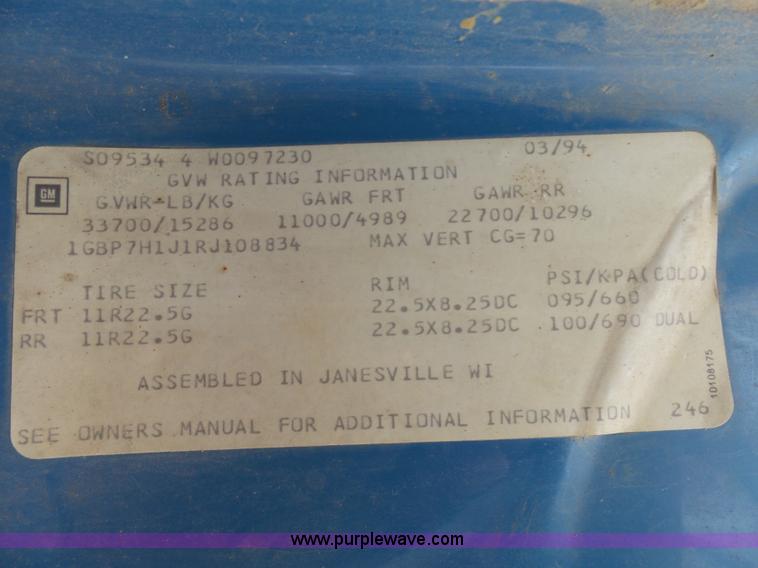 S09534 4 W0097230 03/94
GVW RATING INFORMATION
GM
GVWR-LB/KG GAWR FRT GAWR RR
33700/15286 11000/4989 22700/10296
1GBP7H1J1RJ108834 MAX VERT CG=70
TIRE SIZE RIM PSI/KPA(COLD)
FRT 11R22.5G 22.5X8.25DC 095/660
RR 11R22.5G 22.5X8.25DC 100/690 DUAL
ASSEMBLED IN JANESVILLE WI
10108175
SEE OWNERS MANUAL FOR ADDITIONAL INFORMATION 246
www.purplewave.com